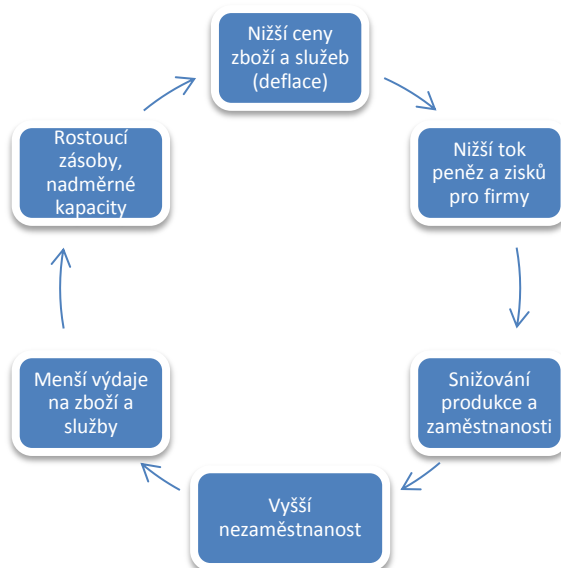 Nižší ceny
zboží a služeb
(deflace)
Nižší tok
peněz a zisků
pro firmy
Snižování
produkce a
zaměstnanosti
Vyšší
nezaměstnanost
Menší výdaje
na zboží a
služby
Rostoucí
zásoby,
nadměrné
kapacity